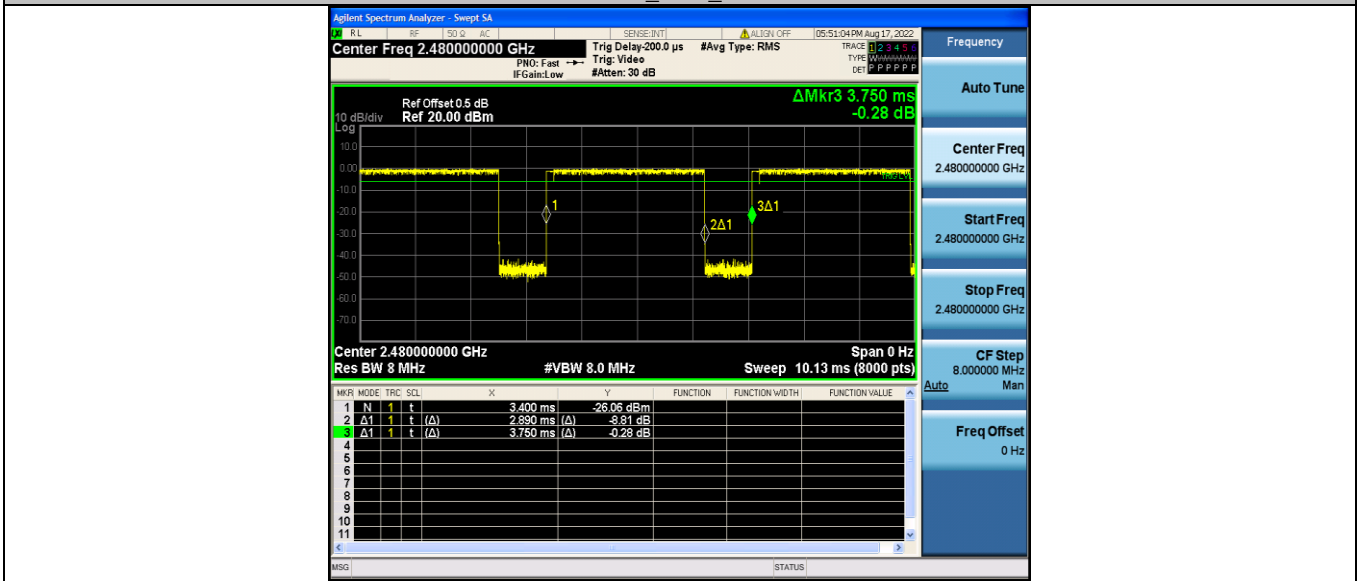 Agilent Spectrum Analyzer - Swept SA
RL RF 50 Ω AC SENSE:INT ALIGN OFF 05:51:04 PM Aug 17, 2022
Center Freq 2.480000000 GHz
PNO: Fast
IFGain:Low
Trig Delay-200.0 µs
Trig: Video
#Atten: 30 dB
#Avg Type: RMS
TRACE 1 2 3 4 5 6
TYPE W
DET P P P P P P
Frequency
Auto Tune
Center Freq
2.480000000 GHz
Start Freq
2.480000000 GHz
Stop Freq
2.480000000 GHz
CF Step
8.000000 MHz
Auto Man
Freq Offset
0 Hz
ΔMkr3 3.750 ms
-0.28 dB
Ref Offset 0.5 dB
10 dB/div Ref 20.00 dBm
Log
10.0
0.00
-10.0
-20.0
-30.0
-40.0
-50.0
-60.0
-70.0
1
2Δ1
3Δ1
Center 2.480000000 GHz Span 0 Hz
Res BW 8 MHz #VBW 8.0 MHz Sweep 10.13 ms (8000 pts)
MKR MODE TRC SCL X Y FUNCTION FUNCTION WIDTH FUNCTION VALUE
1 N 1 t 3.400 ms -26.06 dBm
2 Δ1 1 t (Δ) 2.890 ms (Δ) -8.81 dB
3 Δ1 1 t (Δ) 3.750 ms (Δ) -0.28 dB
4
5
6
7
8
9
10
11
MSG STATUS